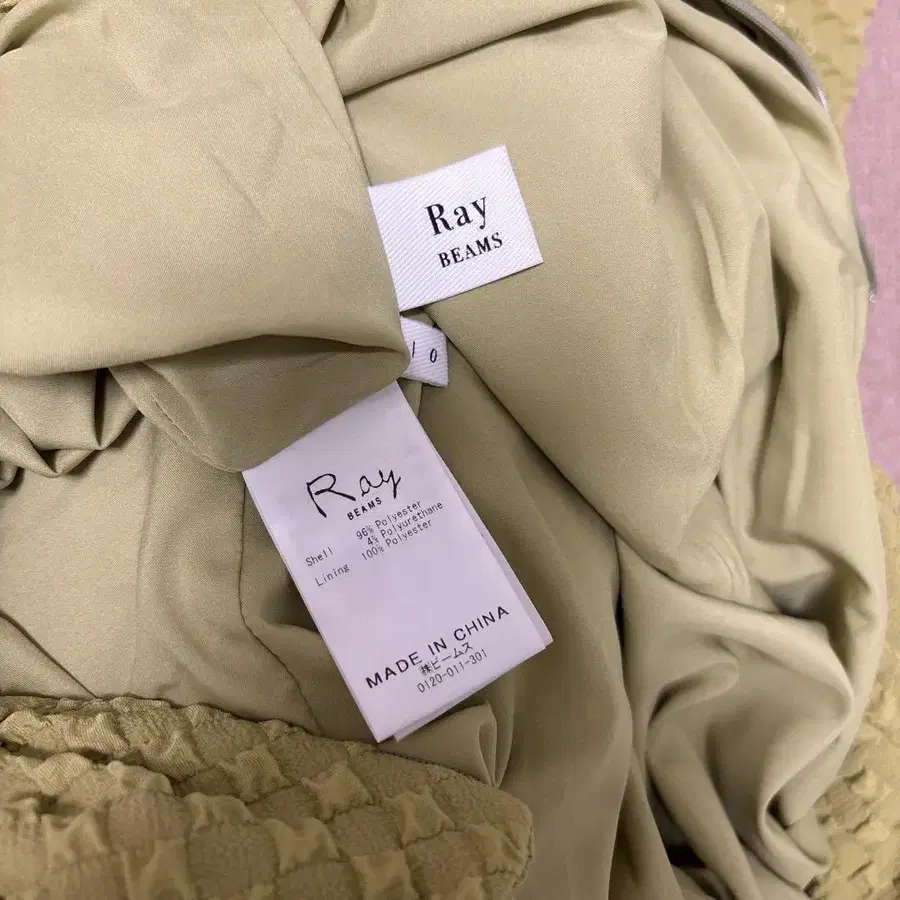 Ray
BEAMS
0
Ray
BEAMS
Shell 96% Polyester
4% Polyurethane
Lining 100% Polyester
MADE IN CHINA
㈱ビームス
0120-011-301